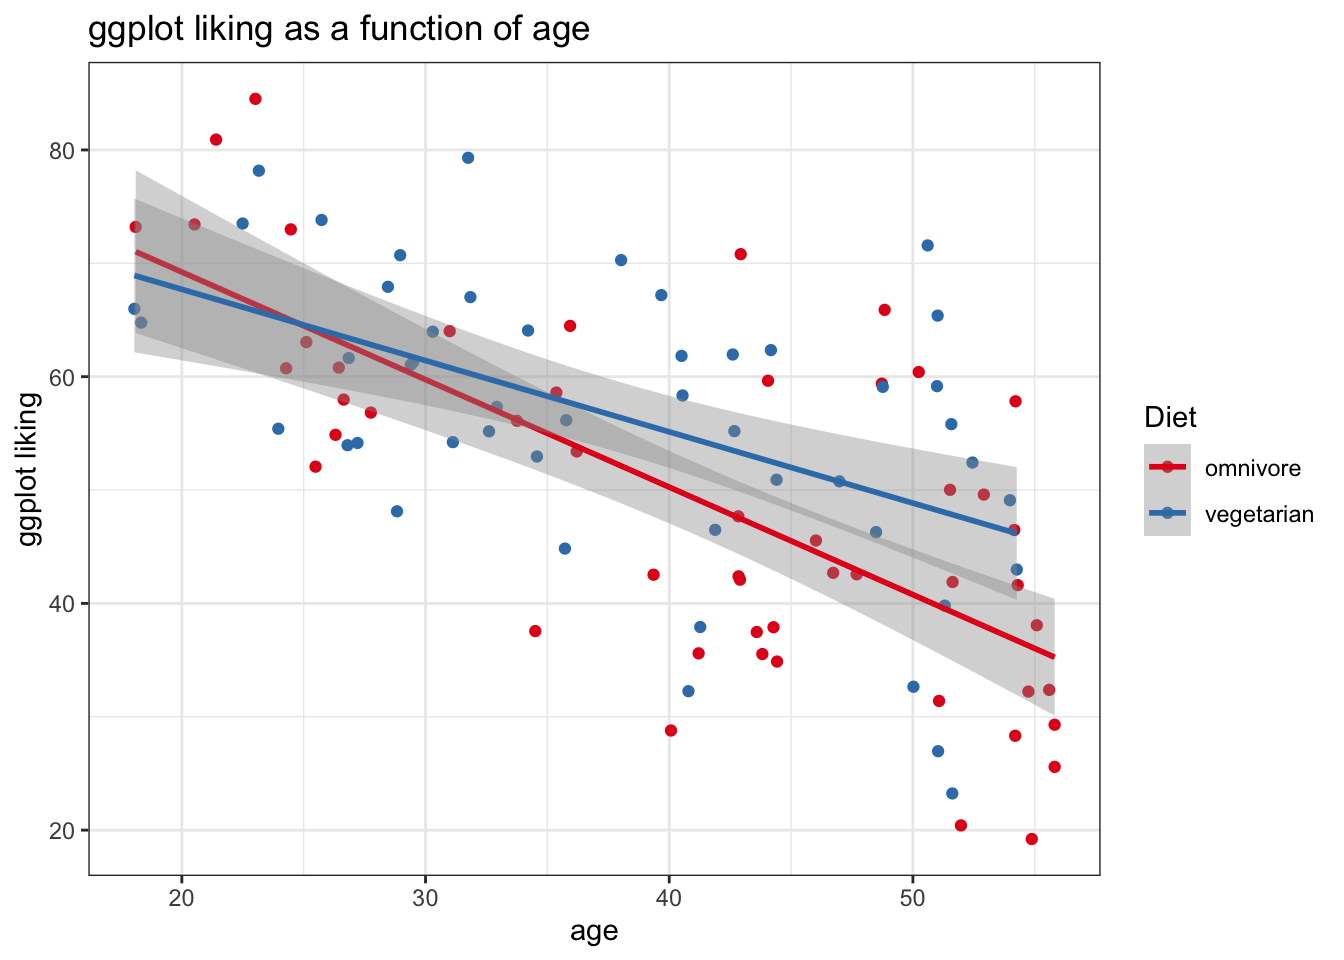 ggplot liking as a function of age
80
60
40
20
ggplot liking
20 30 40 50
age
Diet
omnivore
vegetarian